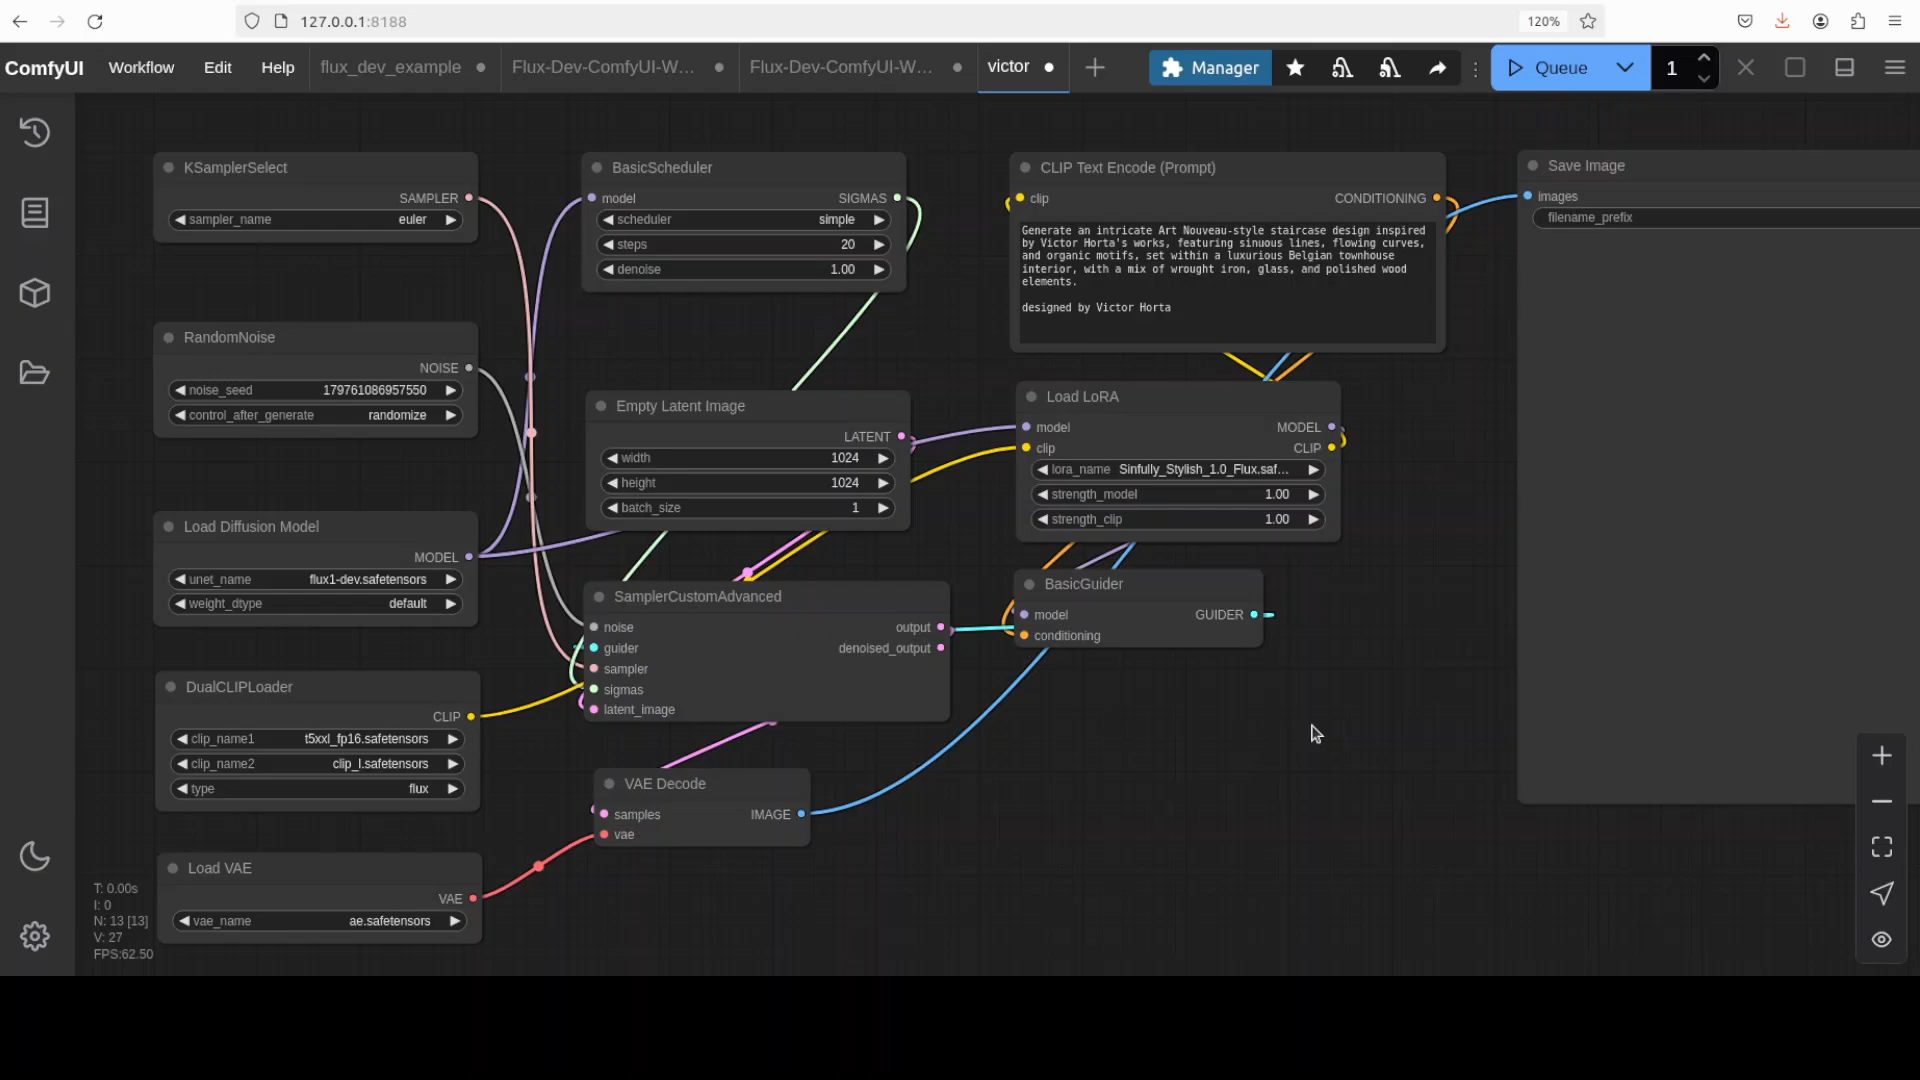 127.0.0.1:8188
120%
ComfyUI
Workflow
Edit
Help
flux_dev_example
Flux-Dev-ComfyUI-W...
Flux-Dev-ComfyUI-W...
victor
Manager
Queue
1
KSamplerSelect
SAMPLER
sampler_name euler
RandomNoise
NOISE
noise_seed 179761086957550
control_after_generate randomize
Load Diffusion Model
MODEL
unet_name flux1-dev.safetensors
weight_dtype default
DualCLIPLoader
CLIP
clip_name1 t5xxl_fp16.safetensors
clip_name2 clip_l.safetensors
type flux
Load VAE
VAE
vae_name ae.safetensors
T: 0.00s
I: 0
N: 13 [13]
V: 27
FPS:62.50
BasicScheduler
model SIGMAS
scheduler simple
steps 20
denoise 1.00
Empty Latent Image
LATENT
width 1024
height 1024
batch_size 1
SamplerCustomAdvanced
noise output
guider denoised_output
sampler
sigmas
latent_image
VAE Decode
samples IMAGE
vae
CLIP Text Encode (Prompt)
clip CONDITIONING
Generate an intricate Art Nouveau-style staircase design inspired
by Victor Horta's works, featuring sinuous lines, flowing curves,
and organic motifs, set within a luxurious Belgian townhouse
interior, with a mix of wrought iron, glass, and polished wood
elements.
designed by Victor Horta
Load LoRA
model MODEL
clip CLIP
lora_name Sinfully_Stylish_1.0_Flux.saf...
strength_model 1.00
strength_clip 1.00
BasicGuider
model GUIDER
conditioning
Save Image
images
filename_prefix